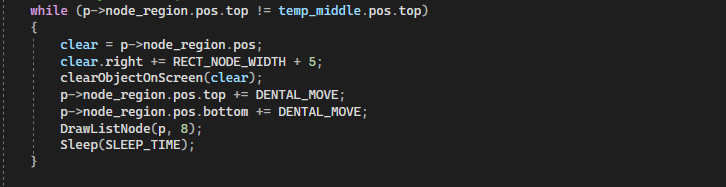 while (p->node_region.pos.top != temp_middle.pos.top)
{
clear = p->node_region.pos;
clear.right += RECT_NODE_WIDTH + 5;
clearObjectOnScreen(clear);
p->node_region.pos.top += DENTAL_MOVE;
p->node_region.pos.bottom += DENTAL_MOVE;
DrawListNode(p, 8);
Sleep(SLEEP_TIME);
}